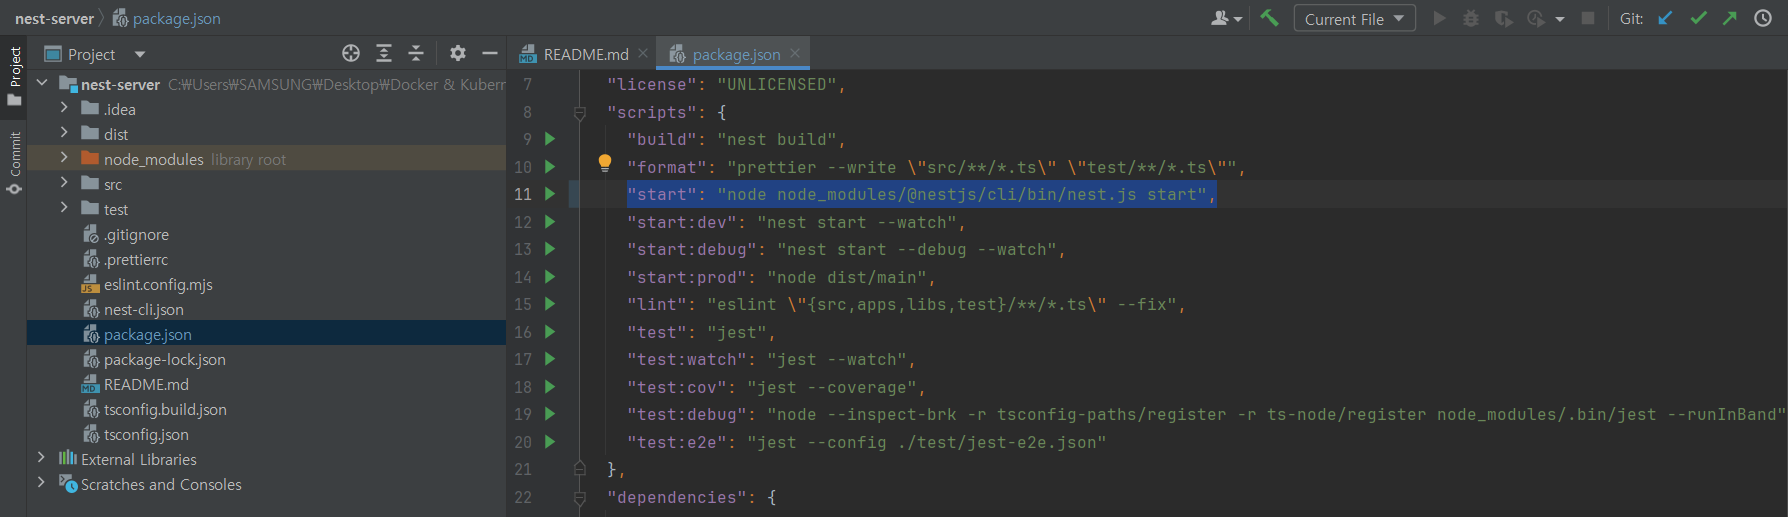 nest-server package.json
Current File
Git:
Project
Commit
Project
nest-server C:₩Users₩SAMSUNG₩Desktop₩Docker & Kuberr
.idea
dist
node_modules library root
src
test
.gitignore
.prettierrc
eslint.config.mjs
nest-cli.json
package.json
package-lock.json
README.md
tsconfig.build.json
tsconfig.json
External Libraries
Scratches and Consoles
README.md package.json
7 "license": "UNLICENSED",
8 "scripts": {
9 "build": "nest build",
10 "format": "prettier --write \"src/**/*.ts\" \"test/**/*.ts\"",
11 "start": "node node_modules/@nestjs/cli/bin/nest.js start",
12 "start:dev": "nest start --watch",
13 "start:debug": "nest start --debug --watch",
14 "start:prod": "node dist/main",
15 "lint": "eslint \"{src,apps,libs,test}/**/*.ts\" --fix",
16 "test": "jest",
17 "test:watch": "jest --watch",
18 "test:cov": "jest --coverage",
19 "test:debug": "node --inspect-brk -r tsconfig-paths/register -r ts-node/register node_modules/.bin/jest --runInBand"
20 "test:e2e": "jest --config ./test/jest-e2e.json"
21 },
22 "dependencies": {